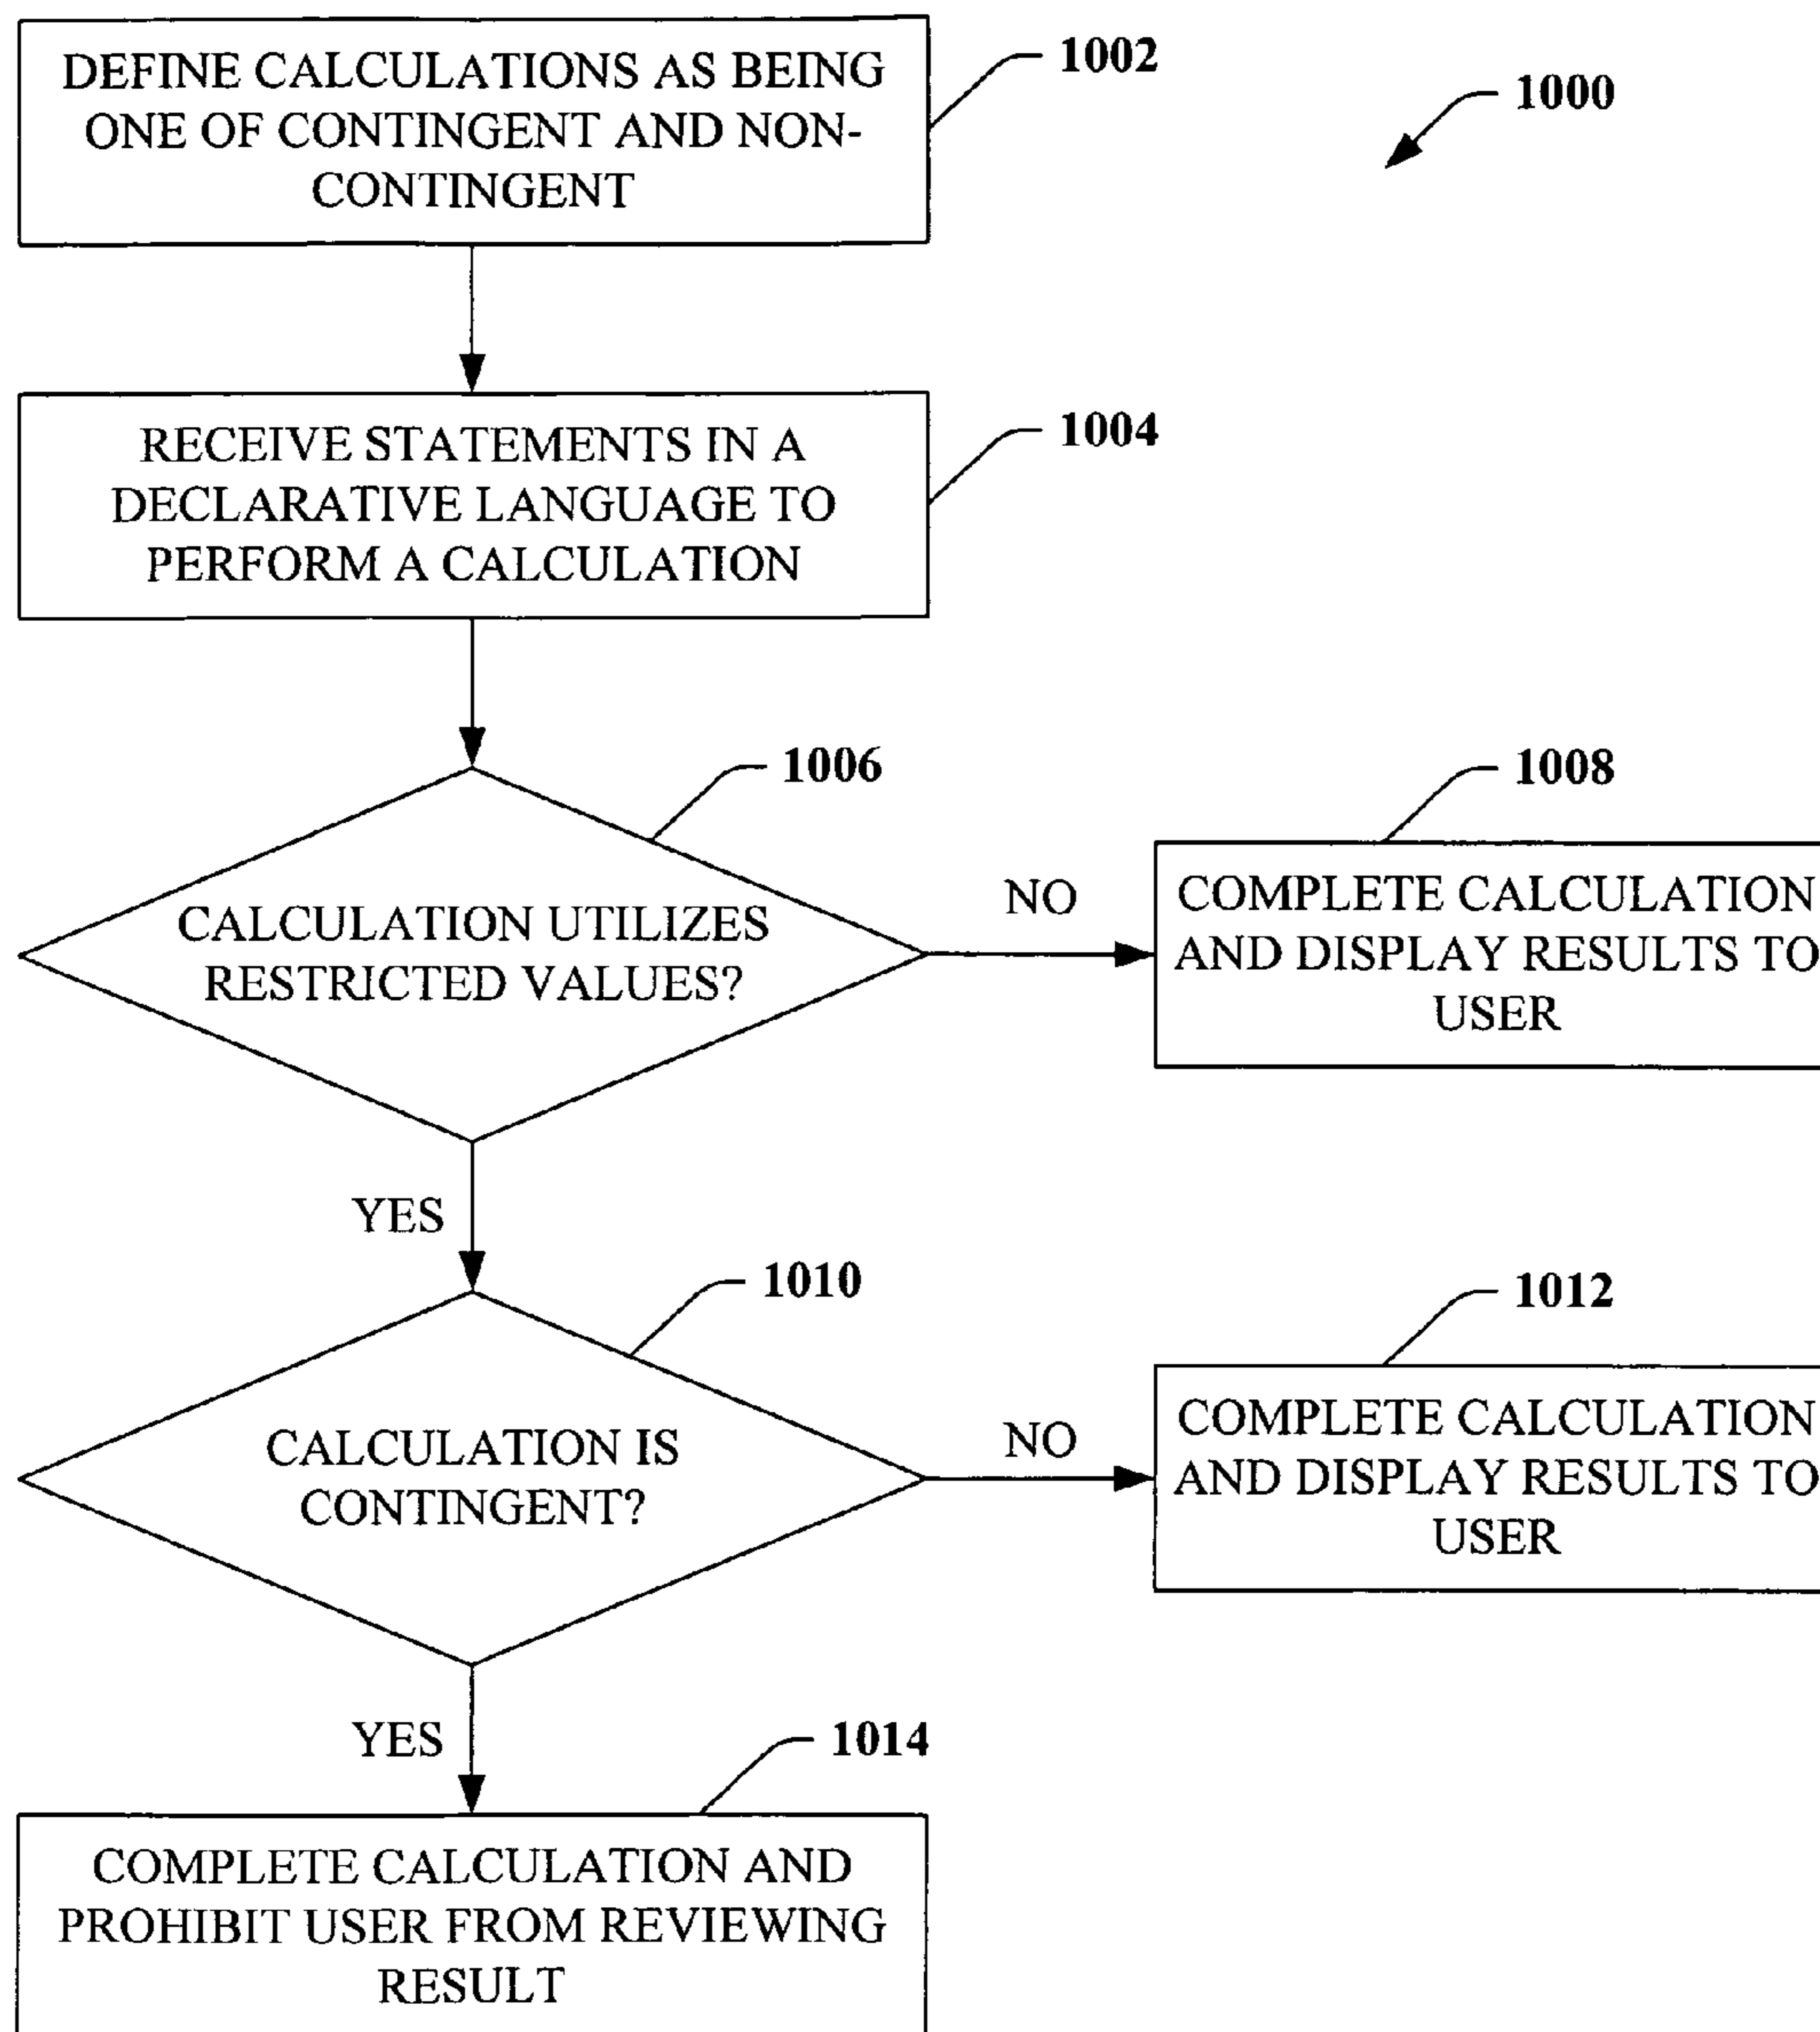 DEFINE CALCULATIONS AS BEING
ONE OF CONTINGENT AND NON-
CONTINGENT
1002
1000
RECEIVE STATEMENTS IN A
DECLARATIVE LANGUAGE TO
PERFORM A CALCULATION
1004
CALCULATION UTILIZES
RESTRICTED VALUES?
1006
NO
1008
COMPLETE CALCULATION
AND DISPLAY RESULTS TO
USER
YES
CALCULATION IS
CONTINGENT?
1010
NO
1012
COMPLETE CALCULATION
AND DISPLAY RESULTS TO
USER
YES
1014
COMPLETE CALCULATION AND
PROHIBIT USER FROM REVIEWING
RESULT